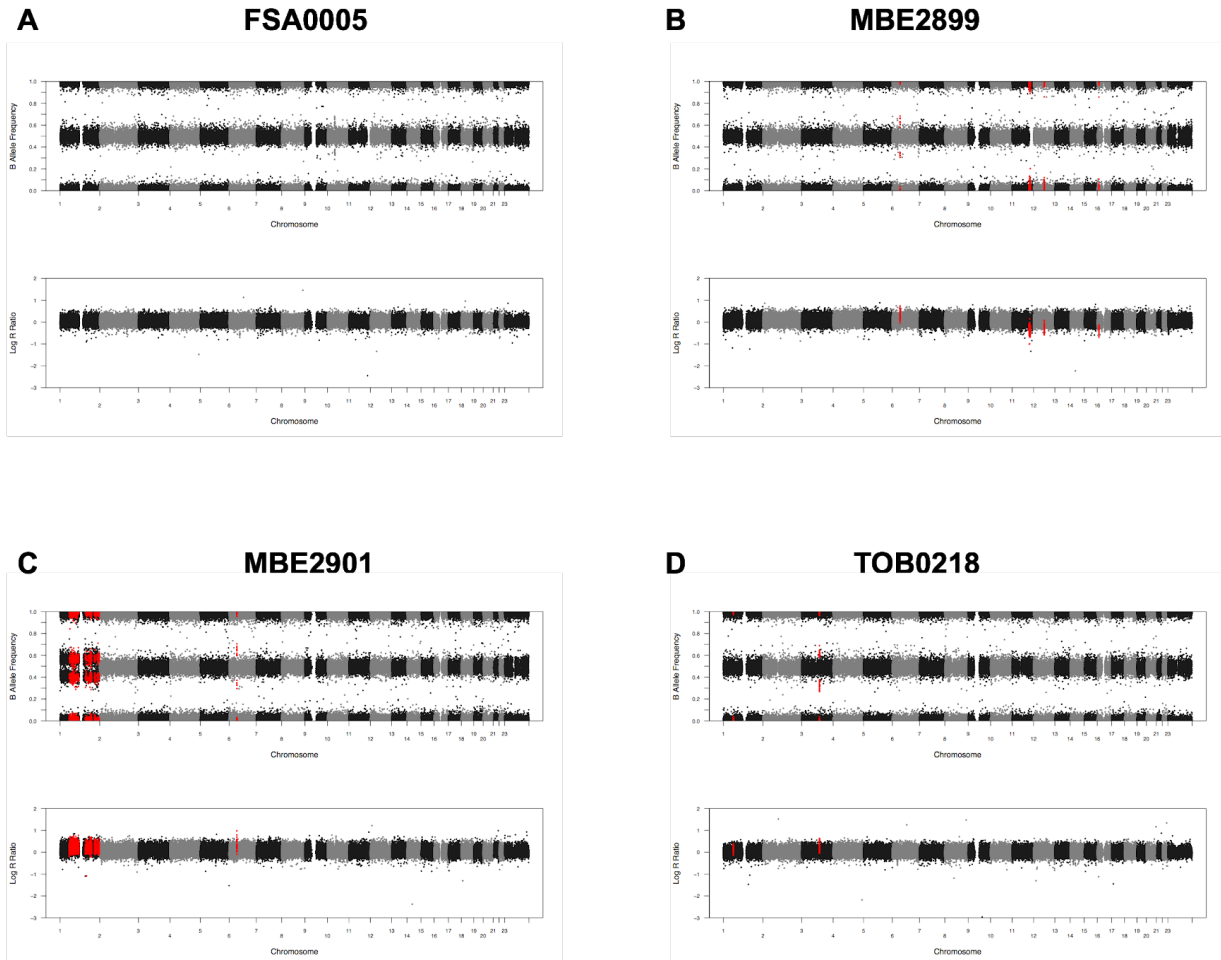 A FSA0005
B MBE2899
B Allele Frequency
1.0
0.8
0.6
0.4
0.2
0.0
1 2 3 4 5 6 7 8 9 10 11 12 13 14 15 16 17 18 19 20 21 23
Chromosome
Log R Ratio
2
1
0
−1
−2
−3
1 2 3 4 5 6 7 8 9 10 11 12 13 14 15 16 17 18 19 20 21 23
Chromosome
B Allele Frequency
1.0
0.8
0.6
0.4
0.2
0.0
1 2 3 4 5 6 7 8 9 10 11 12 13 14 15 16 17 18 19 20 21 23
Chromosome
Log R Ratio
2
1
0
−1
−2
−3
1 2 3 4 5 6 7 8 9 10 11 12 13 14 15 16 17 18 19 20 21 23
Chromosome
C MBE2901
D TOB0218
B Allele Frequency
1.0
0.8
0.6
0.4
0.2
0.0
1 2 3 4 5 6 7 8 9 10 11 12 13 14 15 16 17 18 19 20 21 23
Chromosome
Log R Ratio
2
1
0
−1
−2
−3
1 2 3 4 5 6 7 8 9 10 11 12 13 14 15 16 17 18 19 20 21 23
Chromosome
B Allele Frequency
1.0
0.8
0.6
0.4
0.2
0.0
1 2 3 4 5 6 7 8 9 10 11 12 13 14 15 16 17 18 19 20 21 23
Chromosome
Log R Ratio
2
1
0
−1
−2
−3
1 2 3 4 5 6 7 8 9 10 11 12 13 14 15 16 17 18 19 20 21 23
Chromosome